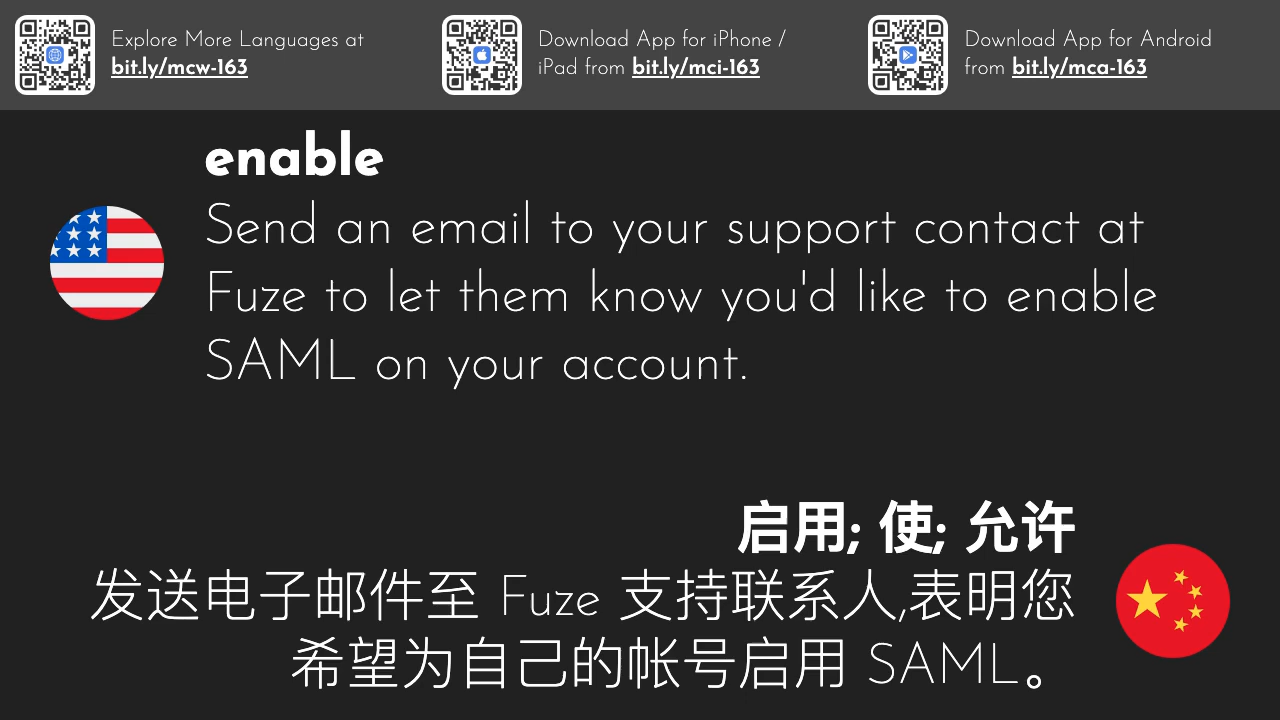 Explore More Languages at
bit.ly/mcw-163
Download App for iPhone /
iPad from bit.ly/mci-163
Download App for Android
from bit.ly/mca-163
enable
Send an email to your support contact at
Fuze to let them know you'd like to enable
SAML on your account.
启用; 使; 允许
发送电子邮件至 Fuze 支持联系人,表明您
希望为自己的帐号启用 SAML。